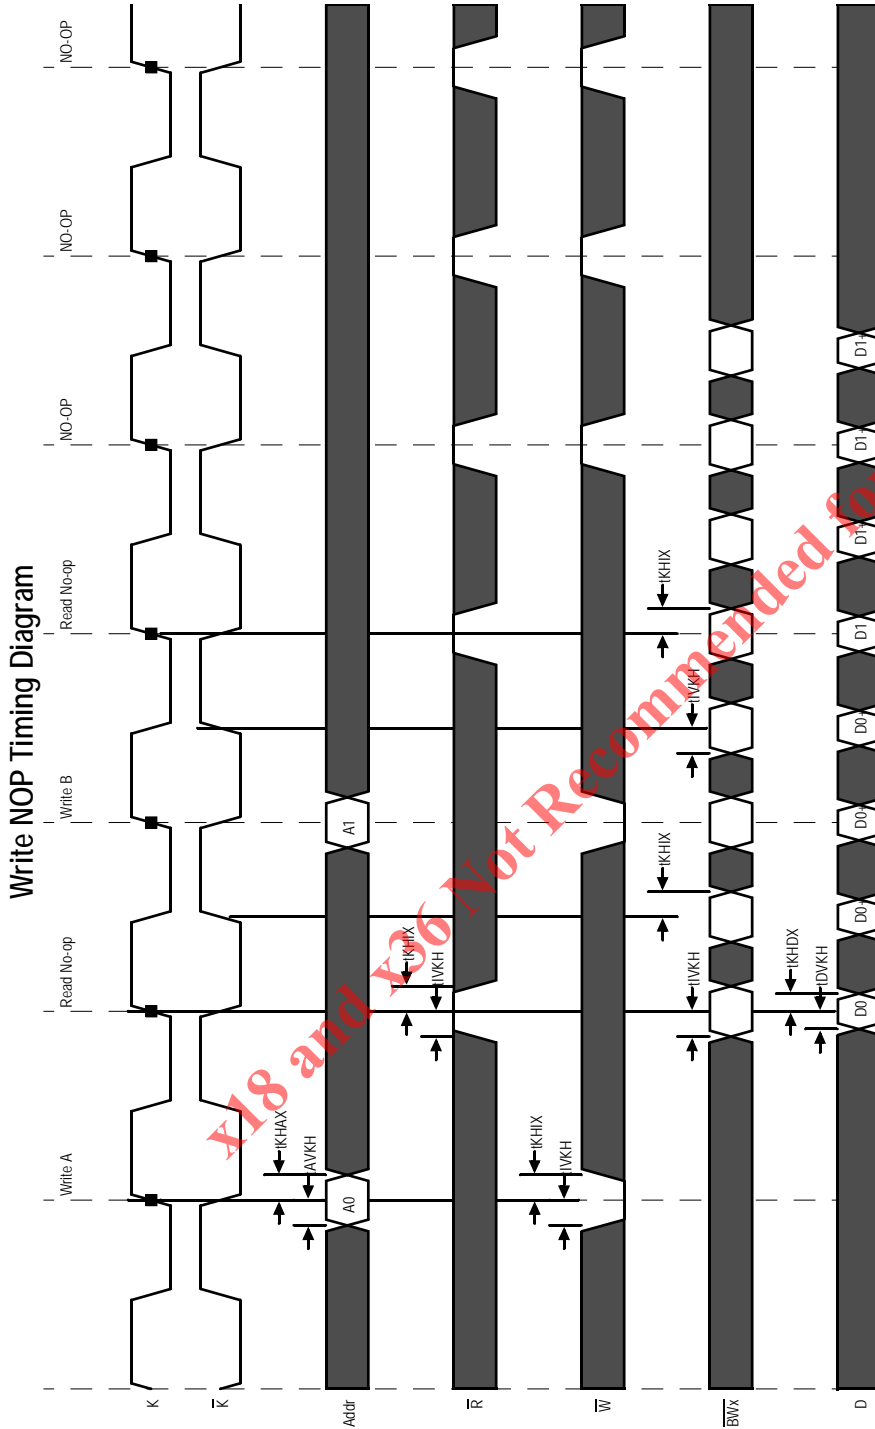 Write NOP Timing Diagram
Write A
Read No-op
Write B
Read No-op
NO-OP
NO-OP
NO-OP
K
K
Addr
A0
A1
tKHAX
tAVKH
R
tKHIX
tIVKH
W
tKHIX
tIVKH
BWx
tIVKH
tKHIX
tIVKH
tKHIX
D
D0
D0+
D0+
D0+
D1
D1+
D1+
D1+
tKHDX
tDVKH
x18 and x36 Not Recommended for